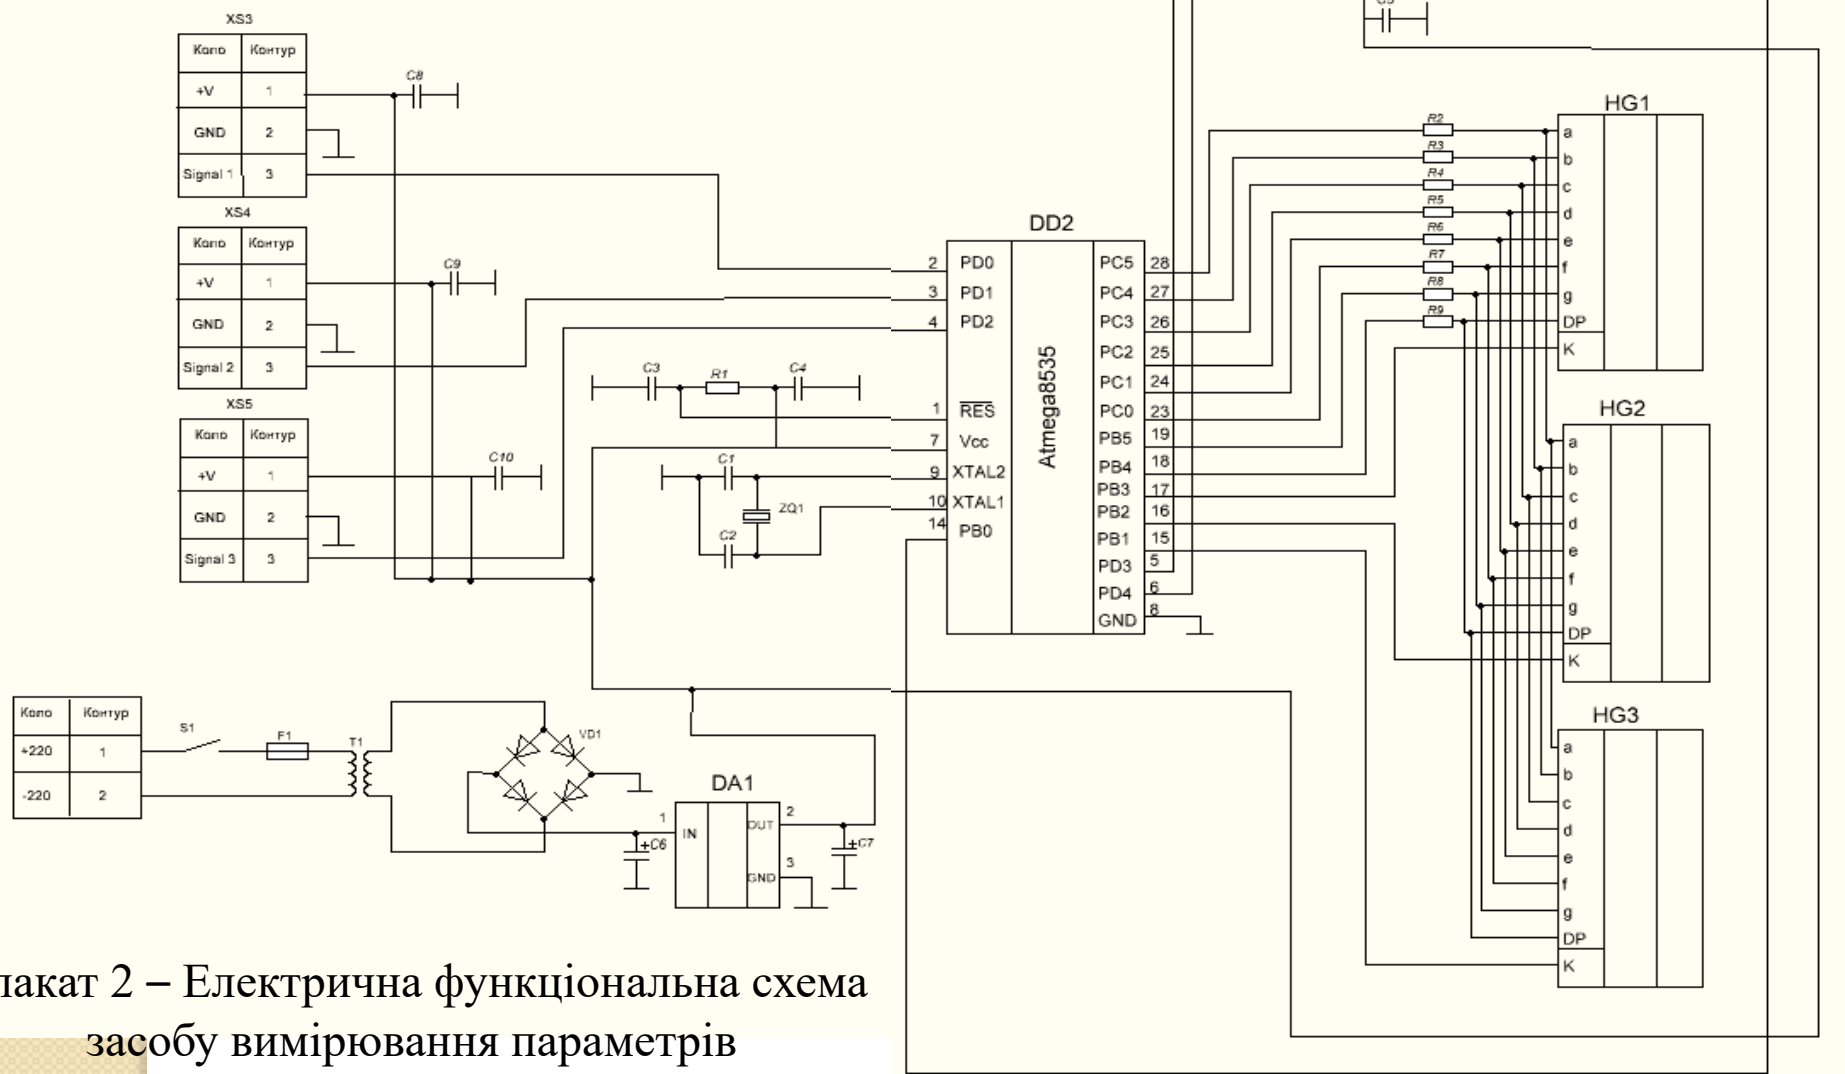 XS3
Коло Контур
+V 1
GND 2
Signal 1 3
C8
XS4
Коло Контур
+V 1
GND 2
Signal 2 3
C9
XS5
Коло Контур
+V 1
GND 2
Signal 3 3
C10
C3 R1 C4
C1
ZQ1
C2
DD2
Atmega8535
2 PD0
3 PD1
4 PD2
1 RES
7 Vcc
9 XTAL2
10 XTAL1
14 PB0
PC5 28
PC4 27
PC3 26
PC2 25
PC1 24
PC0 23
PB5 19
PB4 18
PB3 17
PB2 16
PB1 15
PD3 5
PD4 6
GND 8
R2
R3
R4
R5
R6
R7
R8
R9
HG1
a
b
c
d
e
f
g
DP
K
HG2
a
b
c
d
e
f
g
DP
K
HG3
a
b
c
d
e
f
g
DP
K
Коло Контур
+220 1
-220 2
S1
F1
T1
VD1
DA1
1 IN
OUT 2
GND 3
+C6
+C7
лакат 2 – Електрична функціональна схема
засобу вимірювання параметрів